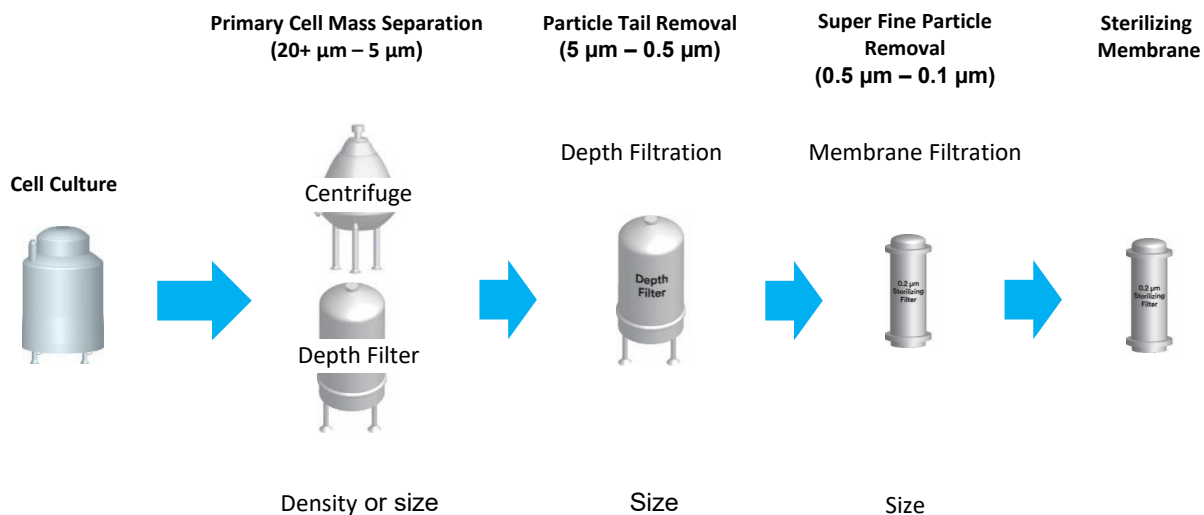 Primary Cell Mass Separation
(20+ µm – 5 µm)
Particle Tail Removal
(5 µm – 0.5 µm)
Super Fine Particle
Removal
(0.5 µm – 0.1 µm)
Sterilizing
Membrane
Depth Filtration
Membrane Filtration
Cell Culture
Centrifuge
Depth
Filter
0.2 µm
Sterilizing
Filter
0.2 µm
Sterilizing
Filter
Depth Filter
Density or size
Size
Size